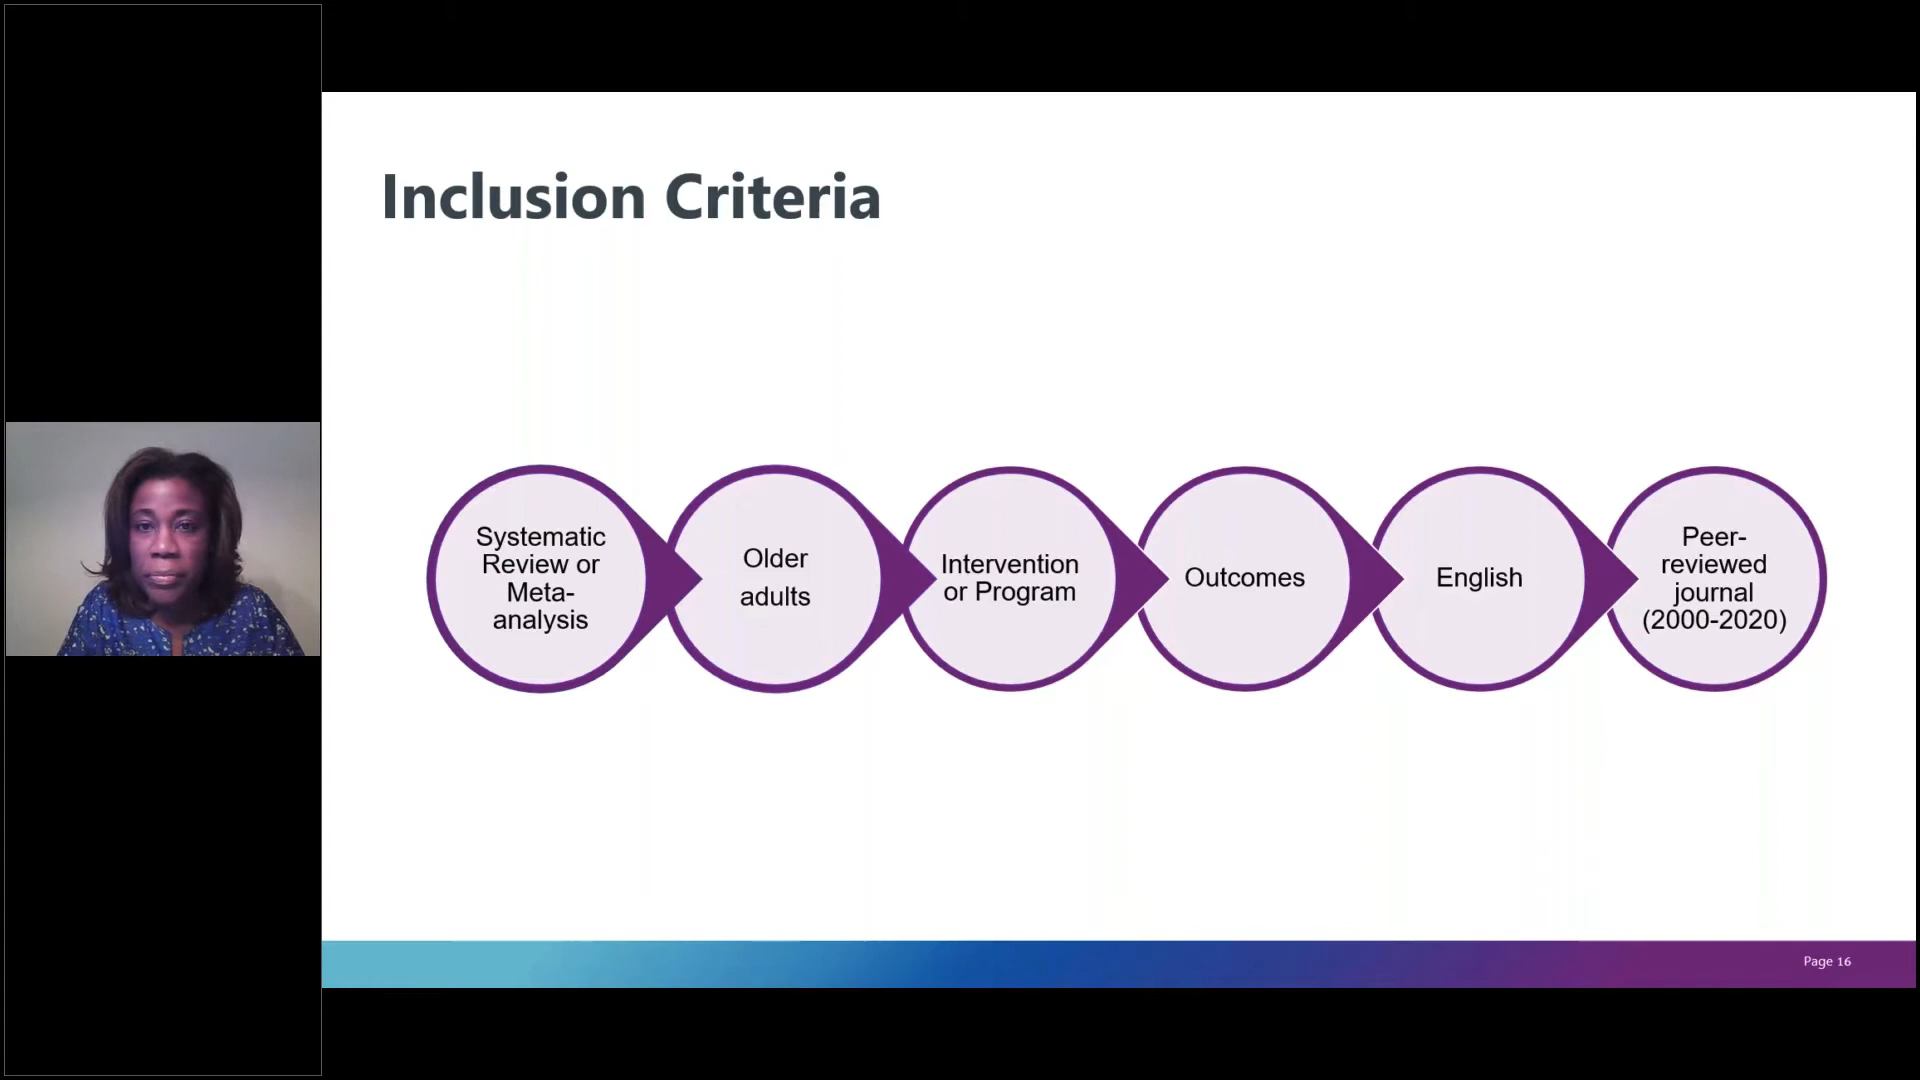 Inclusion Criteria
Systematic
Review or
Meta-
analysis
Older
adults
Intervention
or Program
Outcomes
English
Peer-
reviewed
journal
(2000-2020)
Page 16